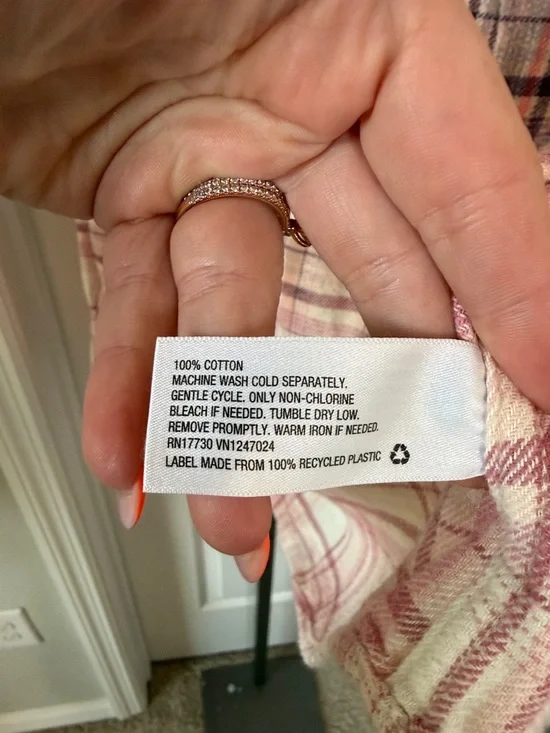 100% COTTON
MACHINE WASH COLD SEPARATELY.
GENTLE CYCLE. ONLY NON-CHLORINE
BLEACH IF NEEDED. TUMBLE DRY LOW.
REMOVE PROMPTLY. WARM IRON IF NEEDED.
RN17730 VN1247024
LABEL MADE FROM 100% RECYCLED PLASTIC